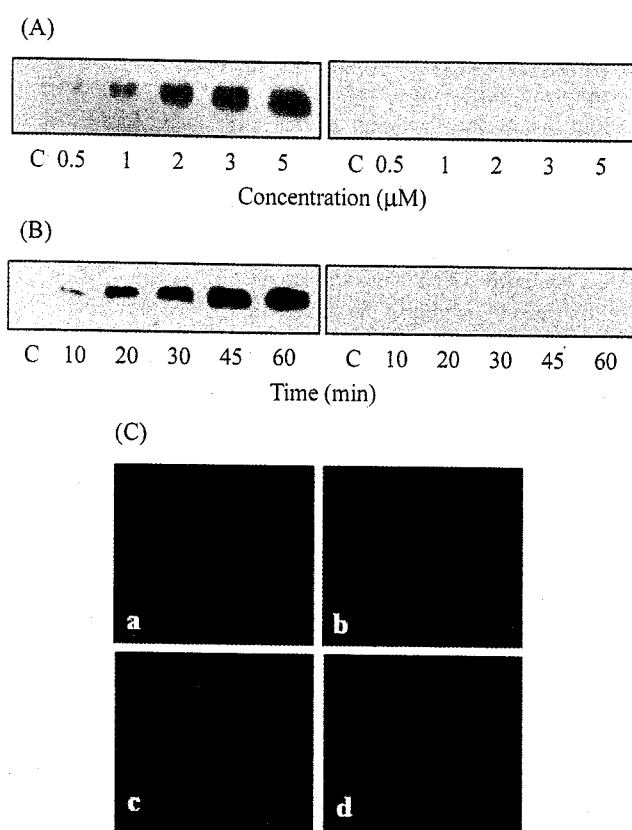 (A)
C 0.5 1 2 3 5 C 0.5 1 2 3 5
Concentration (μM)
(B)
C 10 20 30 45 60 C 10 20 30 45 60
Time (min)
(C)
a b
c d